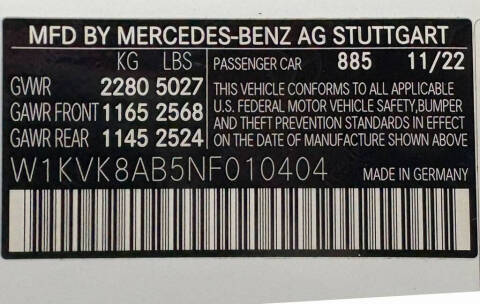 MFD BY MERCEDES-BENZ AG STUTTGART
KG LBS PASSENGER CAR 885 11/22
GVWR 2280 5027 THIS VEHICLE CONFORMS TO ALL APPLICABLE
GAWR FRONT 1165 2568 U.S. FEDERAL MOTOR VEHICLE SAFETY,BUMPER
AND THEFT PREVENTION STANDARDS IN EFFECT
GAWR REAR 1145 2524 ON THE DATE OF MANUFACTURE SHOWN ABOVE
W1KVK8AB5NF010404 MADE IN GERMANY